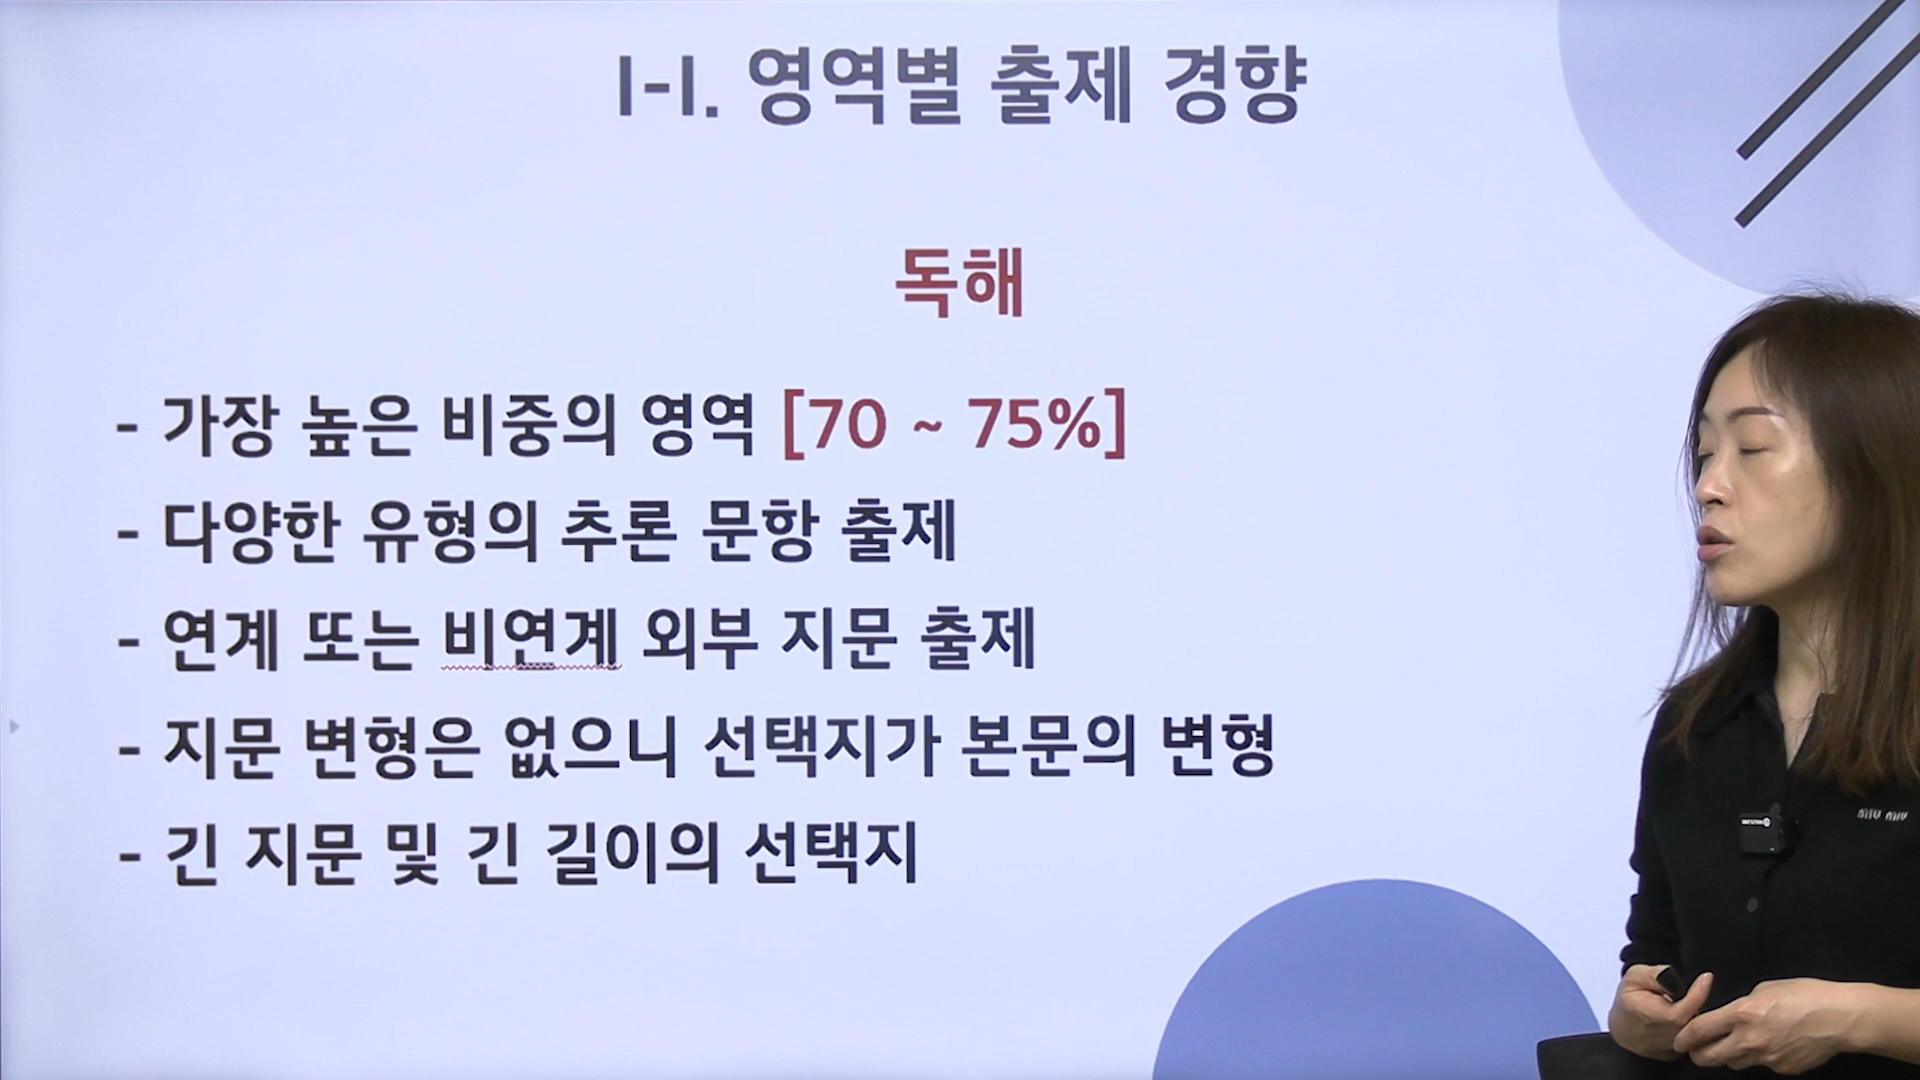 I-I. 영역별 출제 경향
독해
- 가장 높은 비중의 영역 [70 ~ 75%]
- 다양한 유형의 추론 문항 출제
- 연계 또는 비연계 외부 지문 출제
- 지문 변형은 없으니 선택지가 본문의 변형
- 긴 지문 및 긴 길이의 선택지
miu miu